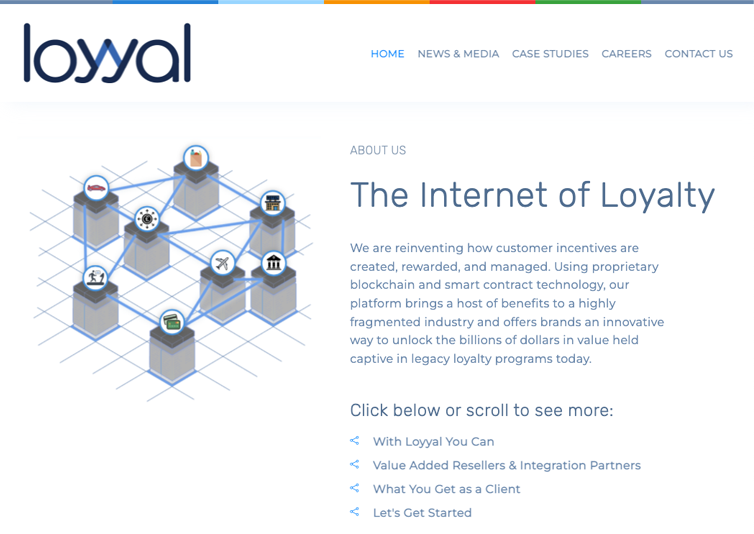 loyyal
HOME NEWS & MEDIA CASE STUDIES CAREERS CONTACT US
ABOUT US
The Internet of Loyalty
We are reinventing how customer incentives are
created, rewarded, and managed. Using proprietary
blockchain and smart contract technology, our
platform brings a host of benefits to a highly
fragmented industry and offers brands an innovative
way to unlock the billions of dollars in value held
captive in legacy loyalty programs today.
Click below or scroll to see more:
With Loyyal You Can
Value Added Resellers & Integration Partners
What You Get as a Client
Let's Get Started